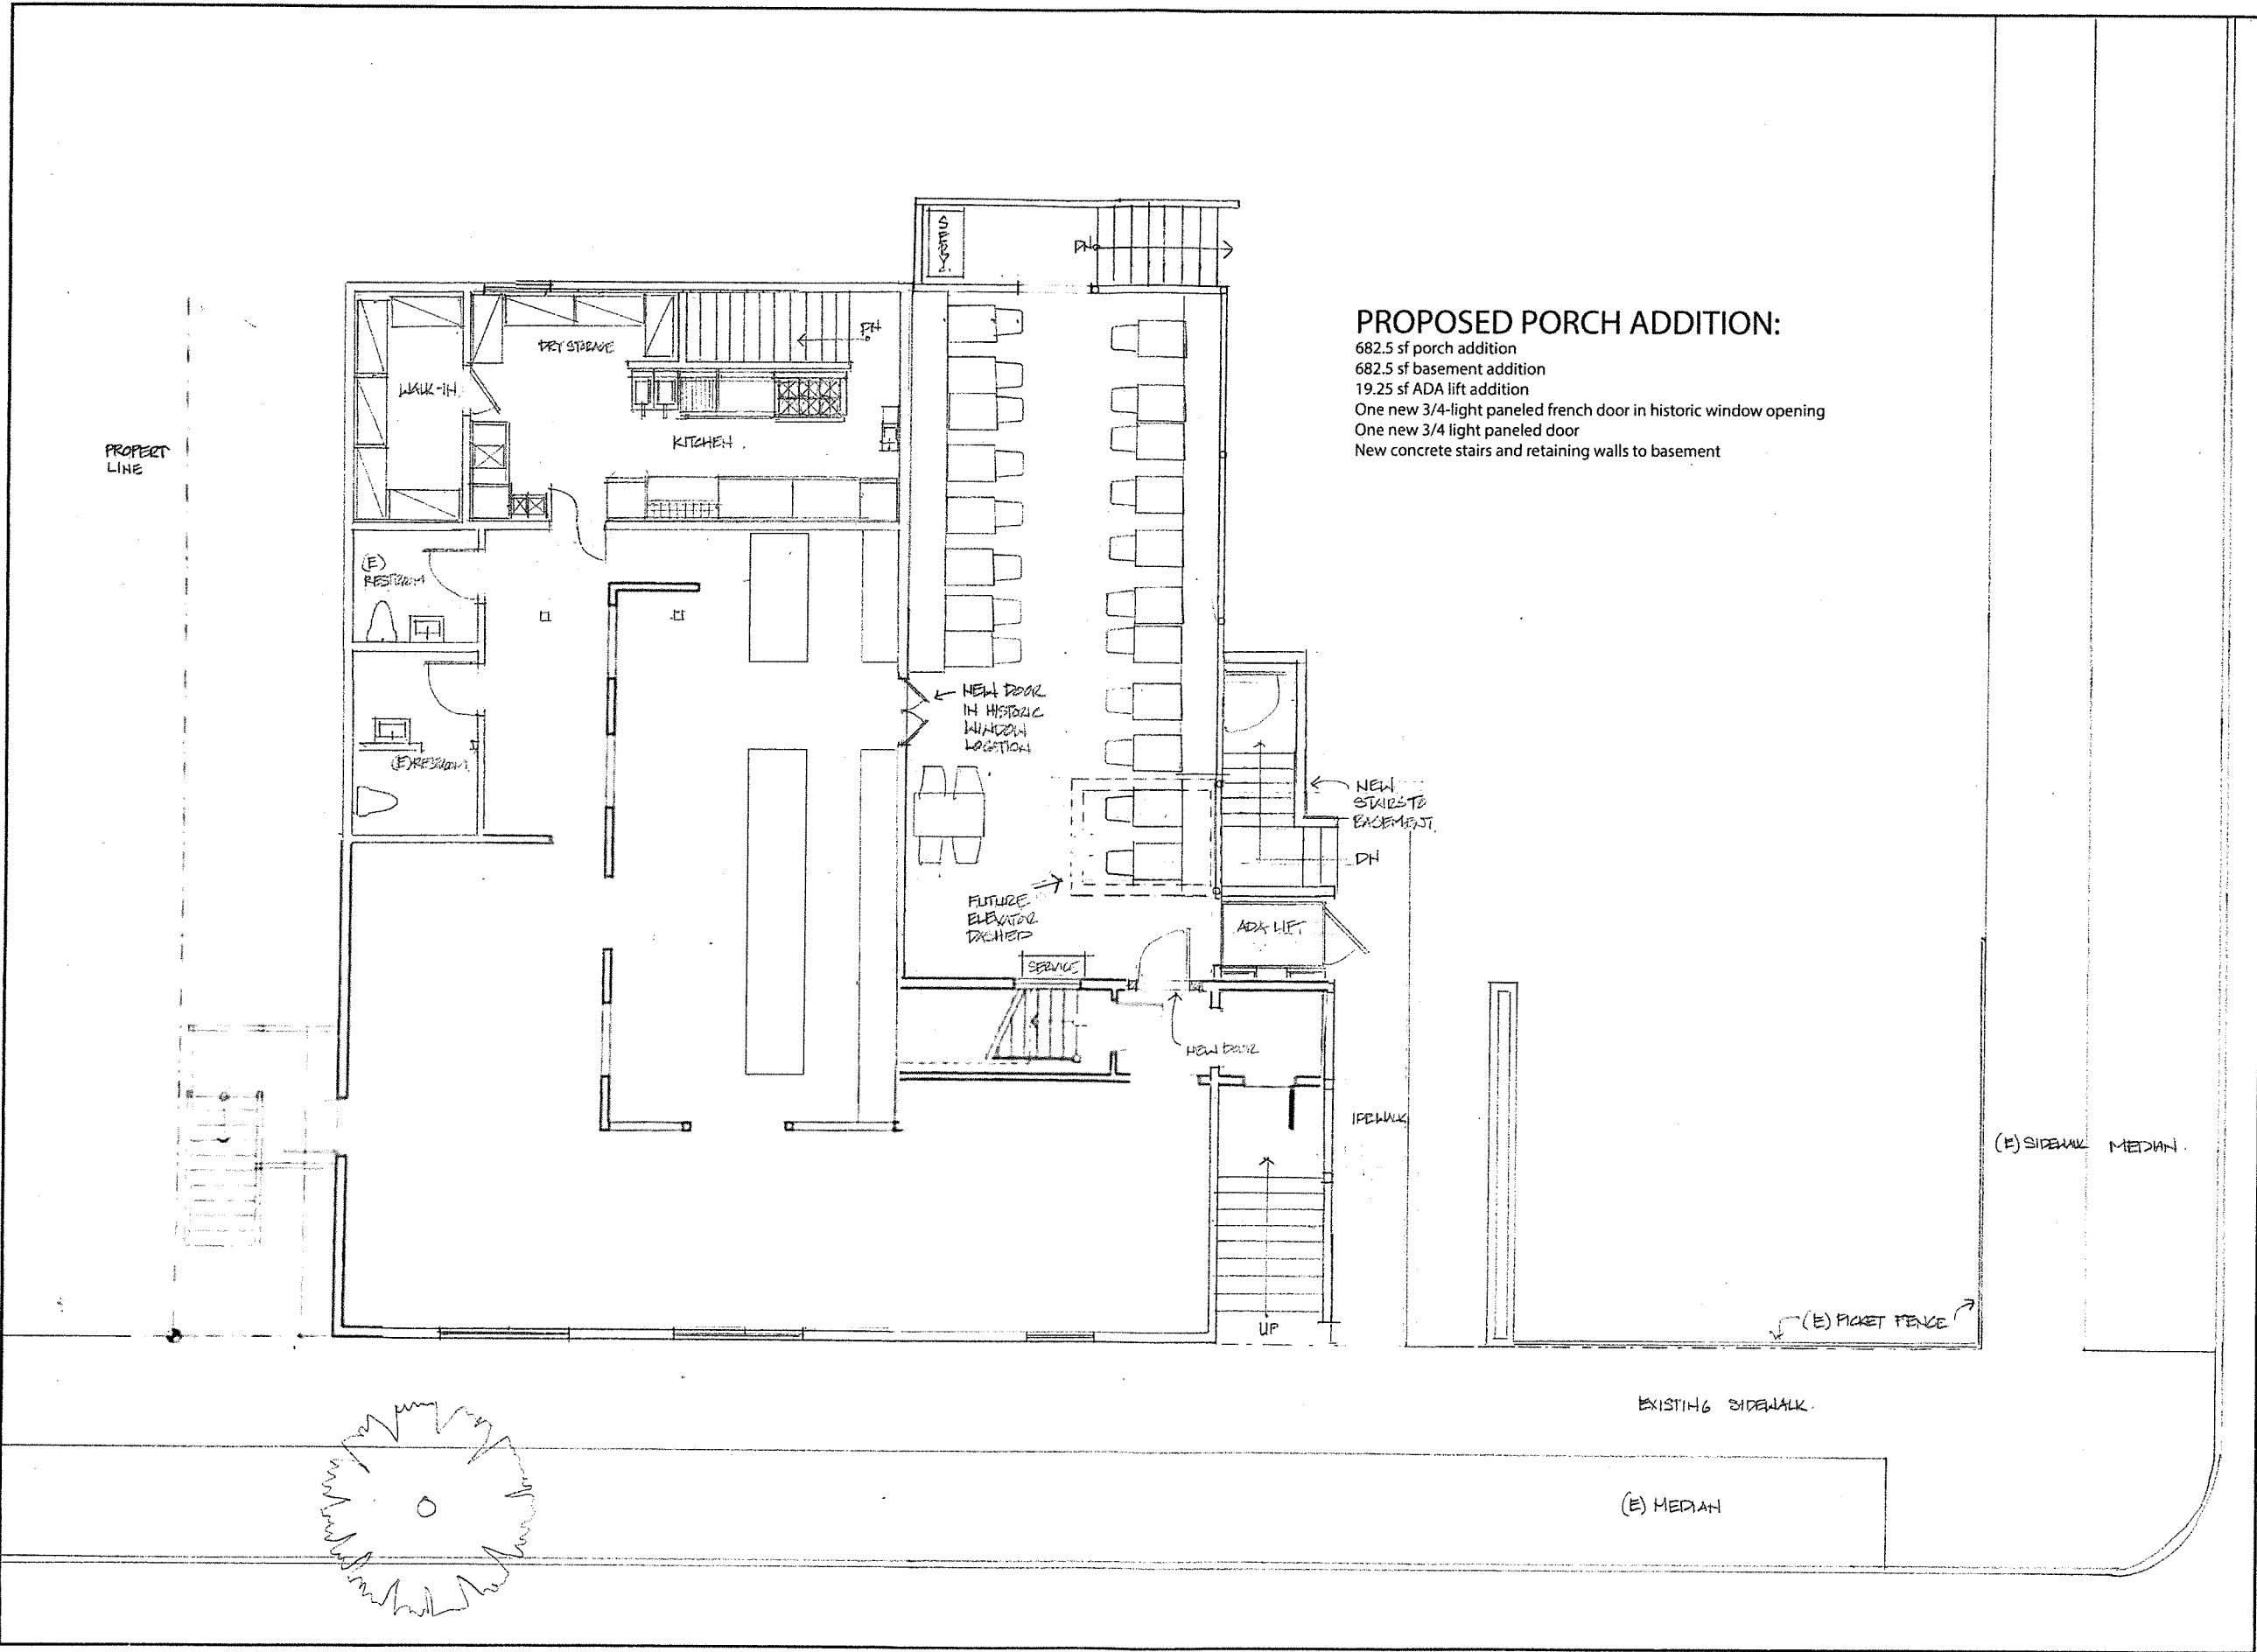 SERV.
DN
PROPOSED PORCH ADDITION:
682.5 sf porch addition
682.5 sf basement addition
19.25 sf ADA lift addition
One new 3/4-light paneled french door in historic window opening
One new 3/4 light paneled door
New concrete stairs and retaining walls to basement
DN
DRY STORAGE
WALK-IN
KITCHEN
PROPERT
LINE
(E)
RESTROOM
(E) RESTROOM
NEW DOOR
IN HISTORIC
WINDOW
LOCATION
NEW
STAIRS TO
BASEMENT
DN
FUTURE
ELEVATOR
DASHED
ADA LIFT
SERVICE
NEW DOOR
IDEWALK
(E) SIDEWALK
MEDIAN.
UP
(E) PICKET FENCE
EXISTING SIDEWALK.
(E) MEDIAN